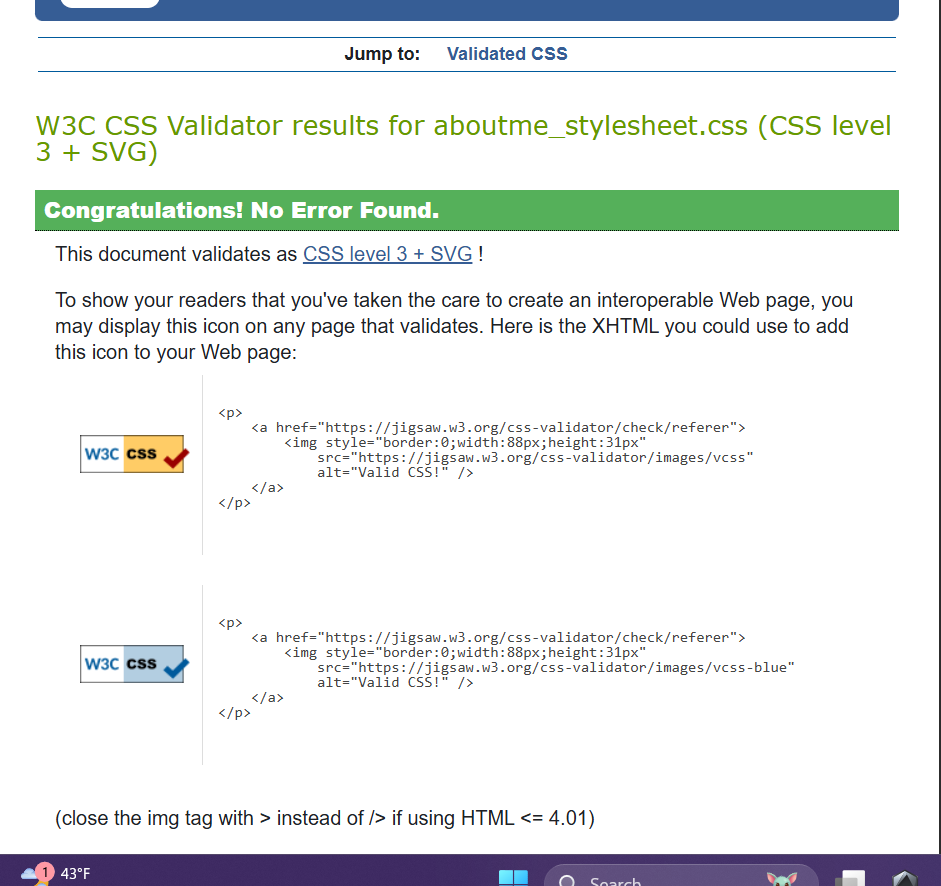 Jump to: Validated CSS
W3C CSS Validator results for aboutme_stylesheet.css (CSS level
3 + SVG)
Congratulations! No Error Found.
This document validates as CSS level 3 + SVG !
To show your readers that you've taken the care to create an interoperable Web page, you
may display this icon on any page that validates. Here is the XHTML you could use to add
this icon to your Web page:
W3C css
<p>
<a href="https://jigsaw.w3.org/css-validator/check/referer">
<img style="border:0;width:88px;height:31px"
src="https://jigsaw.w3.org/css-validator/images/vcss"
alt="Valid CSS!" />
</a>
</p>
W3C css
<p>
<a href="https://jigsaw.w3.org/css-validator/check/referer">
<img style="border:0;width:88px;height:31px"
src="https://jigsaw.w3.org/css-validator/images/vcss-blue"
alt="Valid CSS!" />
</a>
</p>
(close the img tag with > instead of /> if using HTML <= 4.01)
1 43°F
Search